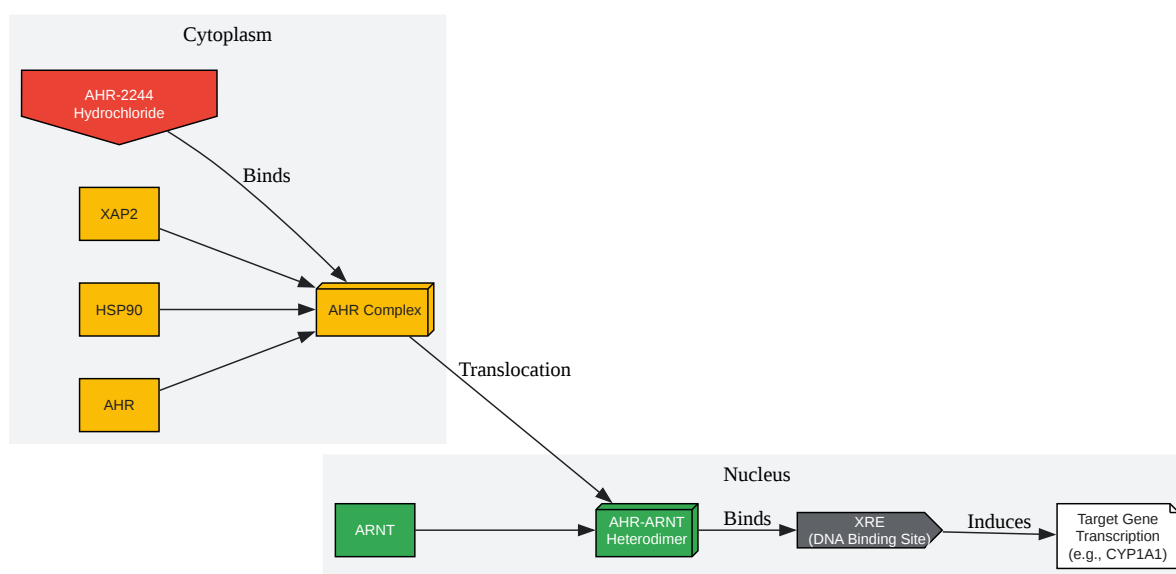 Cytoplasm
AHR-2244
Hydrochloride
Binds
XAP2
HSP90
AHR Complex
AHR
Translocation
Nucleus
ARNT
AHR-ARNT
Heterodimer
Binds
XRE
(DNA Binding Site)
Induces
Target Gene
Transcription
(e.g., CYP1A1)